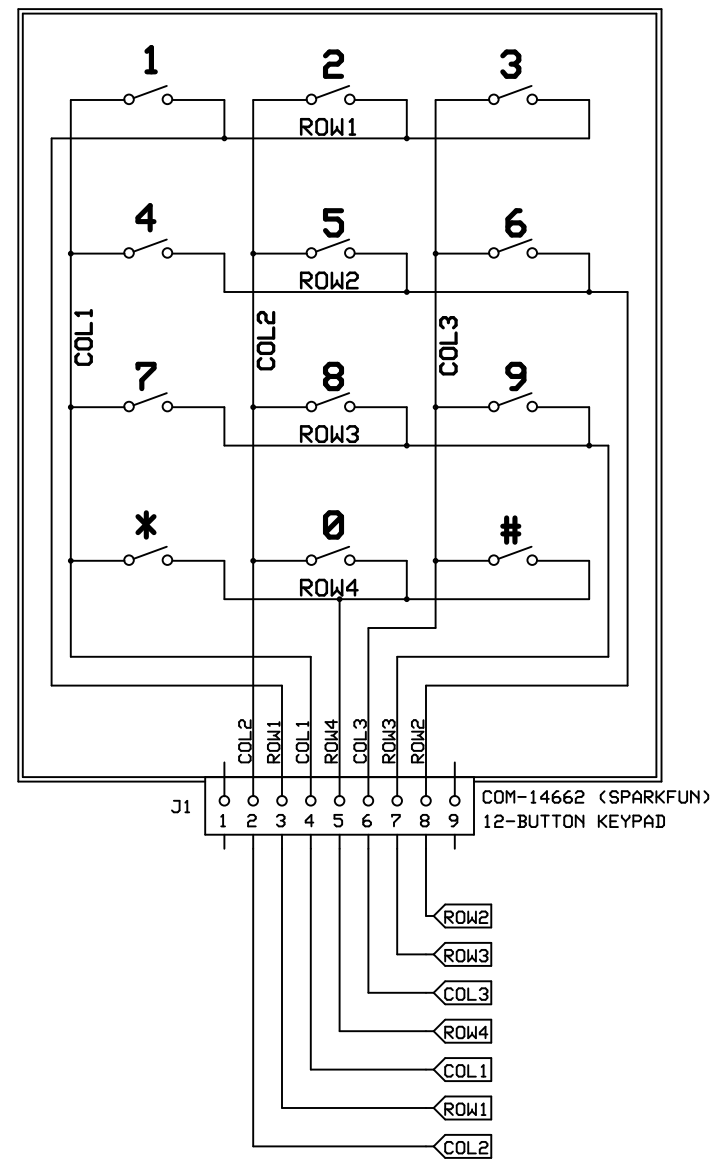 1 2 3
ROW1
4 5 6
ROW2
COL1 COL2 COL3
7 8 9
ROW3
* 0 #
ROW4
COL2 ROW1 COL1 ROW4 COL3 ROW3 ROW2
J1
1 2 3 4 5 6 7 8 9
COM-14662 (SPARKFUN)
12-BUTTON KEYPAD
ROW2
ROW3
COL3
ROW4
COL1
ROW1
COL2